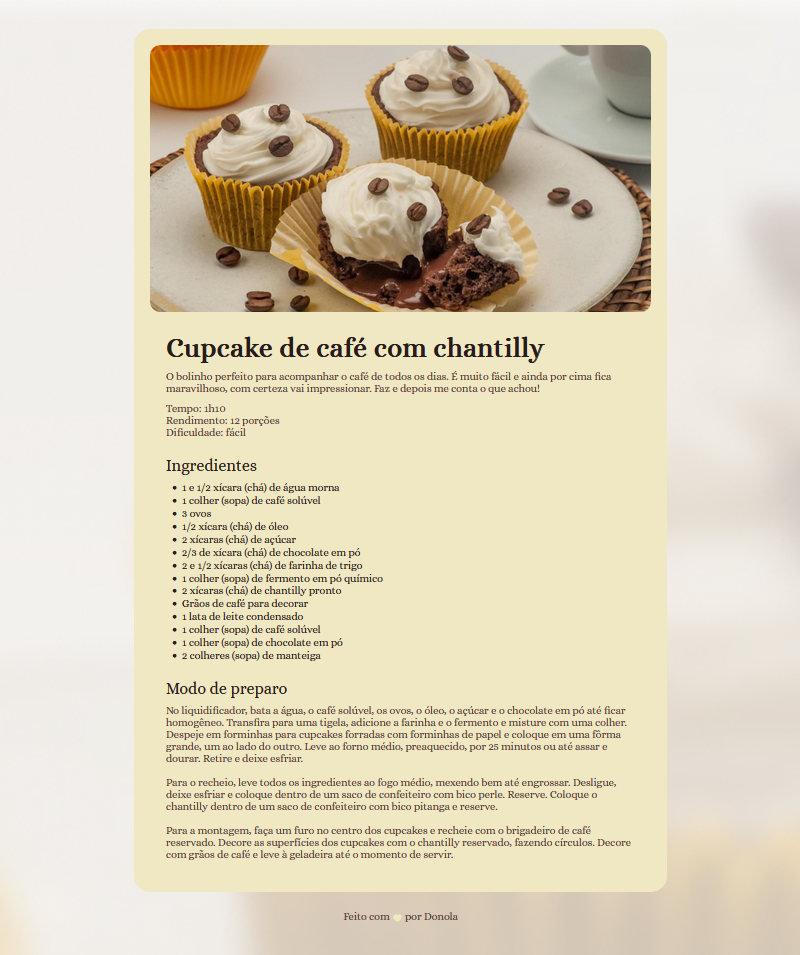 Cupcake de café com chantilly
O bolinho perfeito para acompanhar o café de todos os dias. É muito fácil e ainda por cima fica
maravilhoso, com certeza vai impressionar. Faz e depois me conta o que achou!
Tempo: 1h10
Rendimento: 12 porções
Dificuldade: fácil
Ingredientes
• 1 e 1/2 xícara (chá) de água morna
• 1 colher (sopa) de café solúvel
• 3 ovos
• 1/2 xícara (chá) de óleo
• 2 xícaras (chá) de açúcar
• 2/3 de xícara (chá) de chocolate em pó
• 2 e 1/2 xícaras (chá) de farinha de trigo
• 1 colher (sopa) de fermento em pó químico
• 2 xícaras (chá) de chantilly pronto
• Grãos de café para decorar
• 1 lata de leite condensado
• 1 colher (sopa) de café solúvel
• 1 colher (sopa) de chocolate em pó
• 2 colheres (sopa) de manteiga
Modo de preparo
No liquidificador, bata a água, o café solúvel, os ovos, o óleo, o açúcar e o chocolate em pó até ficar
homogêneo. Transfira para uma tigela, adicione a farinha e o fermento e misture com uma colher.
Despeje em forminhas para cupcakes forradas com forminhas de papel e coloque em uma fôrma
grande, um ao lado do outro. Leve ao forno médio, preaquecido, por 25 minutos ou até assar e
dourar. Retire e deixe esfriar.
Para o recheio, leve todos os ingredientes ao fogo médio, mexendo bem até engrossar. Desligue,
deixe esfriar e coloque dentro de um saco de confeiteiro com bico perle. Reserve. Coloque o
chantilly dentro de um saco de confeiteiro com bico pitanga e reserve.
Para a montagem, faça um furo no centro dos cupcakes e recheie com o brigadeiro de café
reservado. Decore as superfícies dos cupcakes com o chantilly reservado, fazendo círculos. Decore
com grãos de café e leve à geladeira até o momento de servir.
Feito com 🤍 por Donola